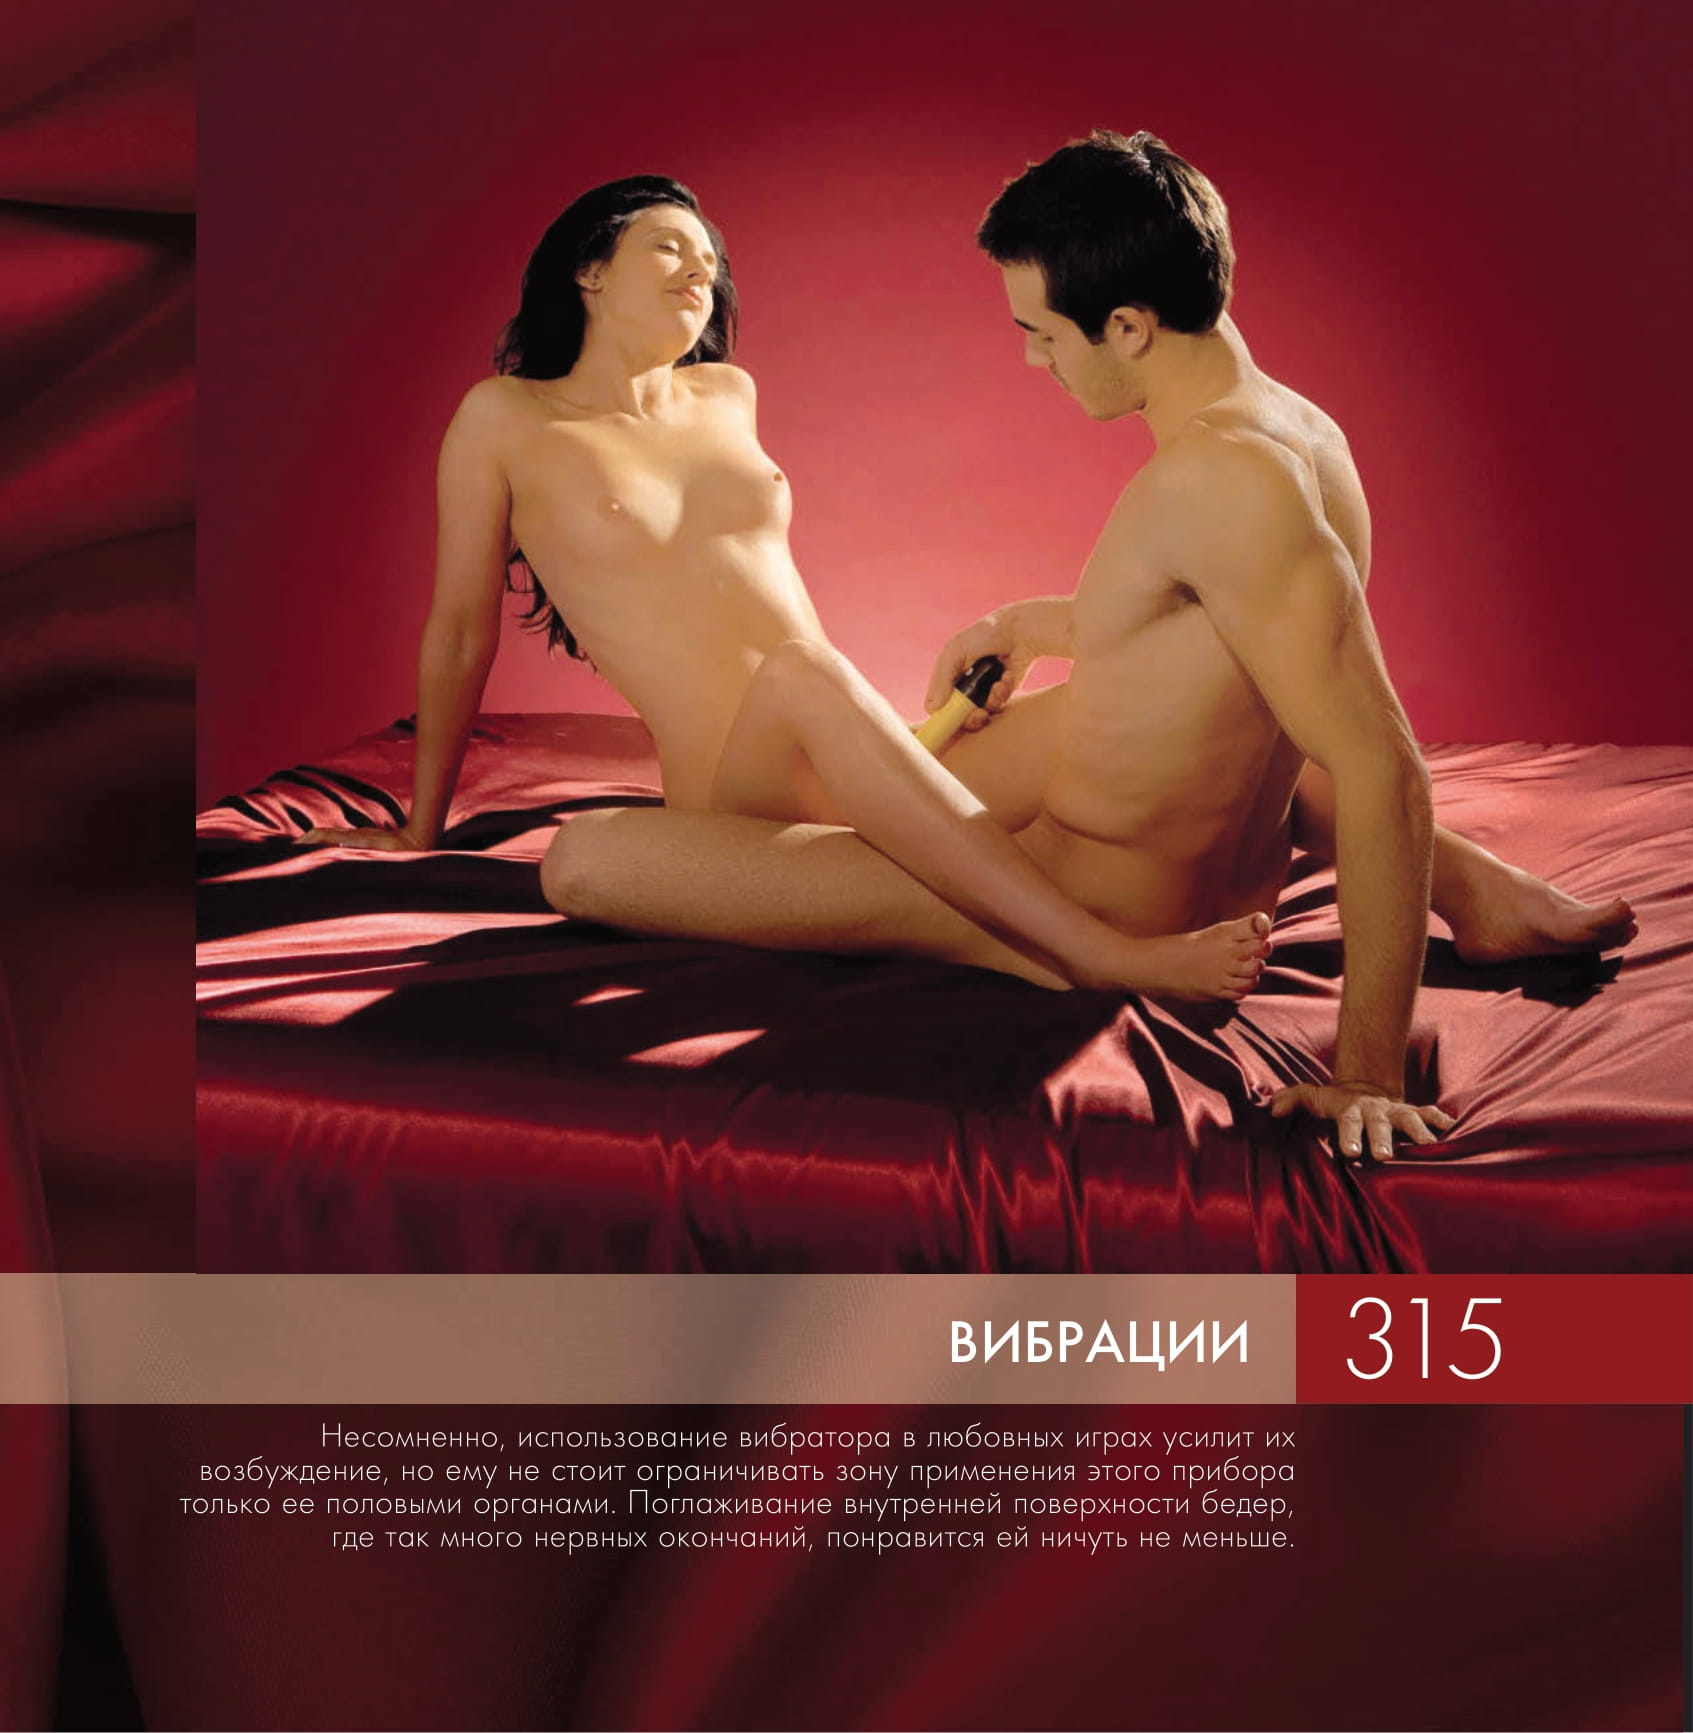 ВИБРАЦИИ 315
Несомненно, использование вибратора в любовных играх усилит их
возбуждение, но ему не стоит ограничивать зону применения этого прибора
только ее половыми органами. Поглаживание внутренней поверхности бедер,
где так много нервных окончаний, понравится ей ничуть не меньше.